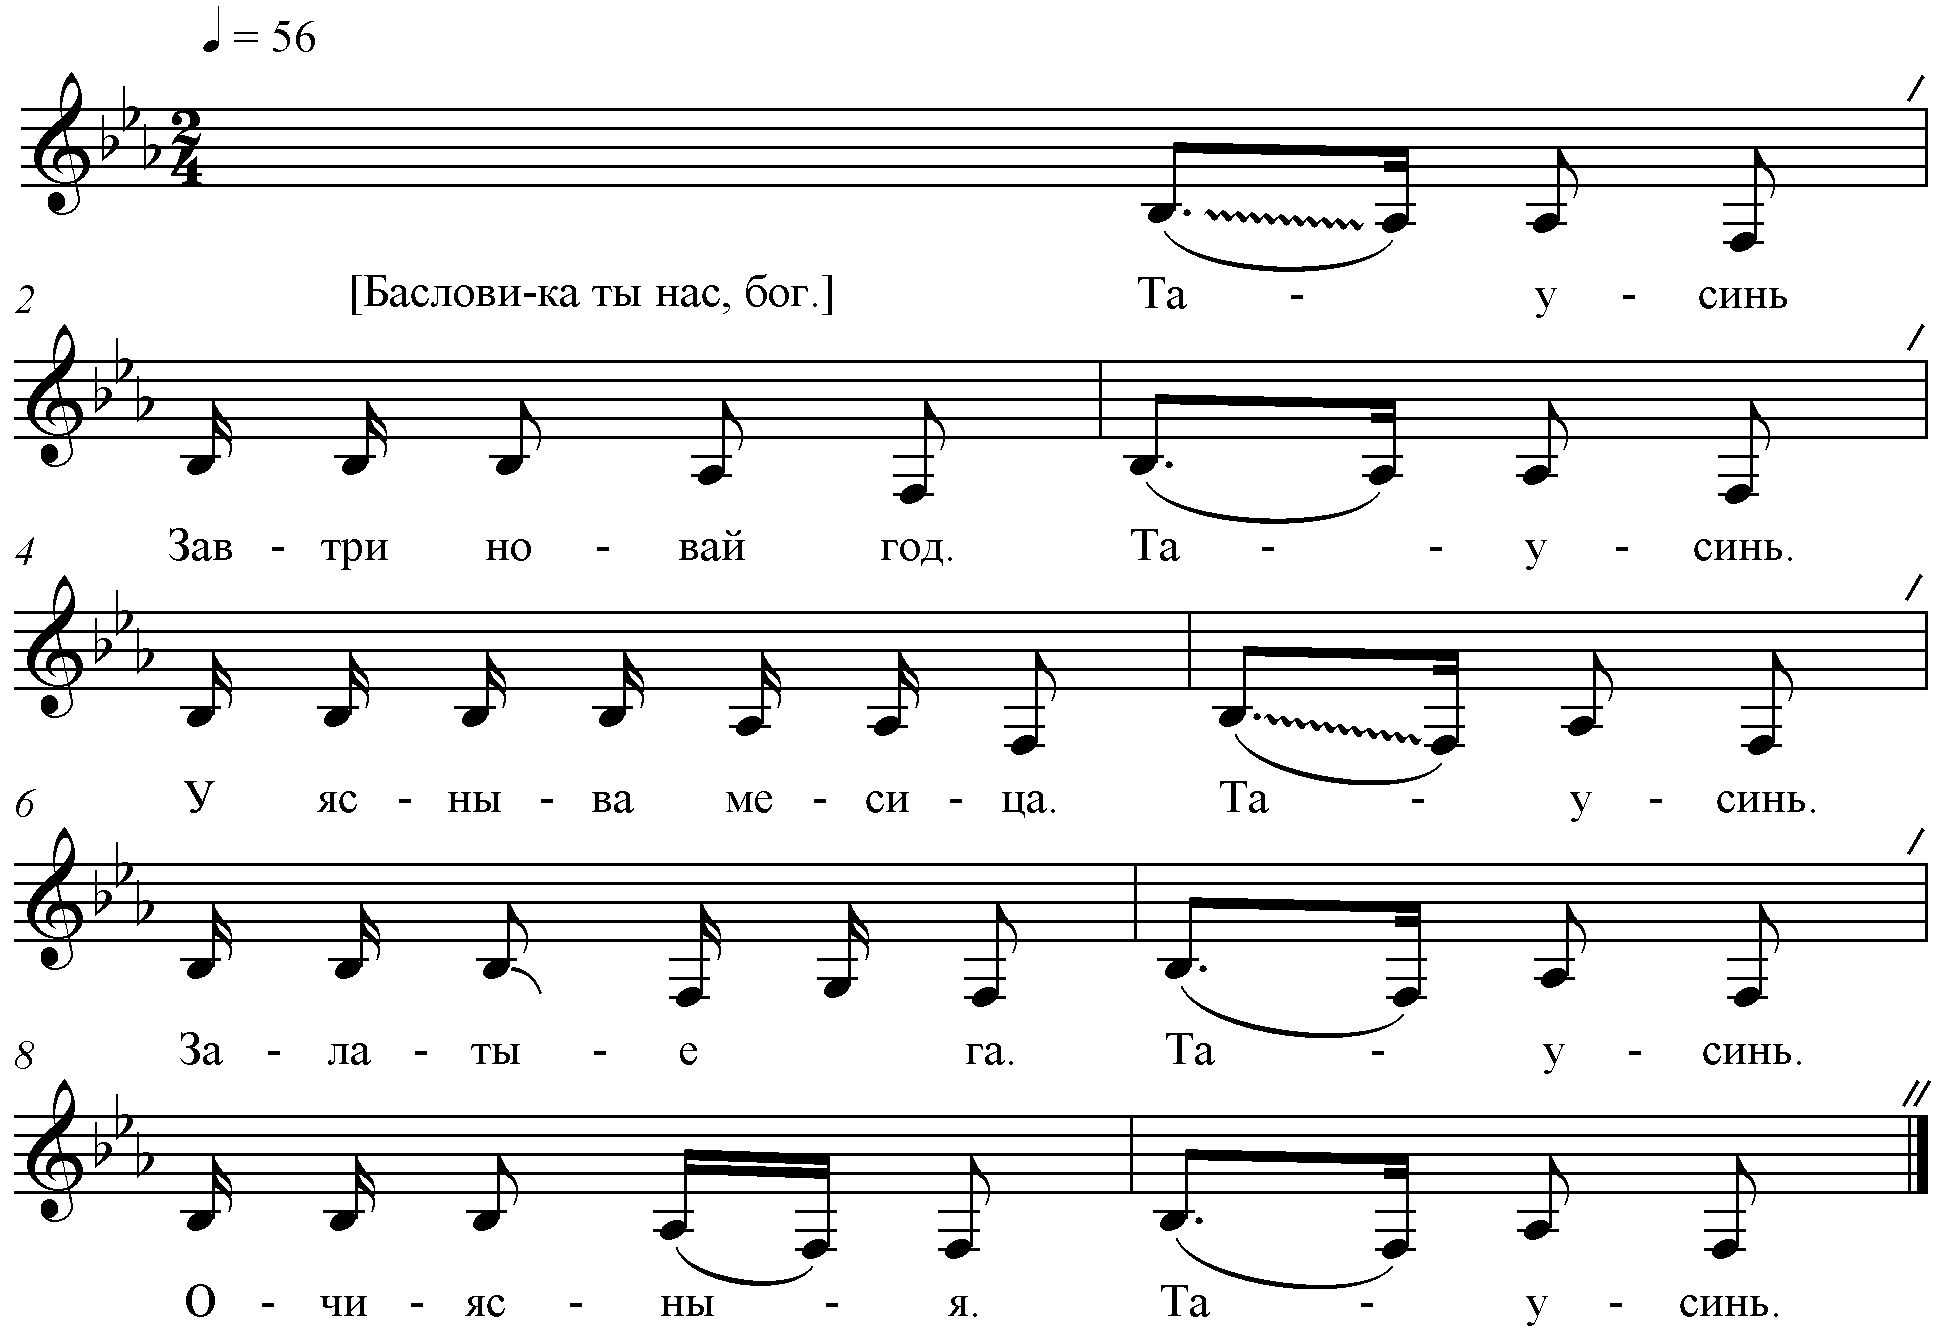 ♩ = 56
[Баслови-ка ты нас, бог.] Та - у - синь
2
Зав - три но - вай год. Та - - у - синь.
4
У яс - ны - ва ме - си - ца. Та - у - синь.
6
За - ла - ты - е га. Та - у - синь.
8
О - чи - яс - ны - я. Та - у - синь.